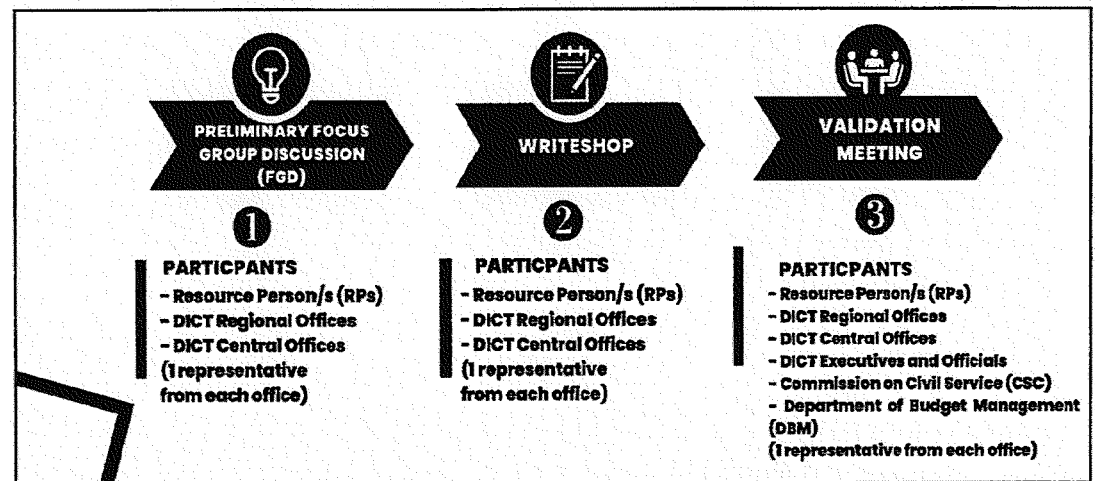 PRELIMINARY FOCUS
GROUP DISCUSSION
(FGD)
1
PARTICPANTS
- Resource Person/s (RPs)
- DICT Regional Offices
- DICT Central Offices
(1 representative
from each office)
WRITESHOP
2
PARTICPANTS
- Resource Person/s (RPs)
- DICT Regional Offices
- DICT Central Offices
(1 representative
from each office)
VALIDATION
MEETING
3
PARTICPANTS
- Resource Person/s (RPs)
- DICT Regional Offices
- DICT Central Offices
- DICT Executives and Officials
- Commission on Civil Service (CSC)
- Department of Budget Management
(DBM)
(1 representative from each office)